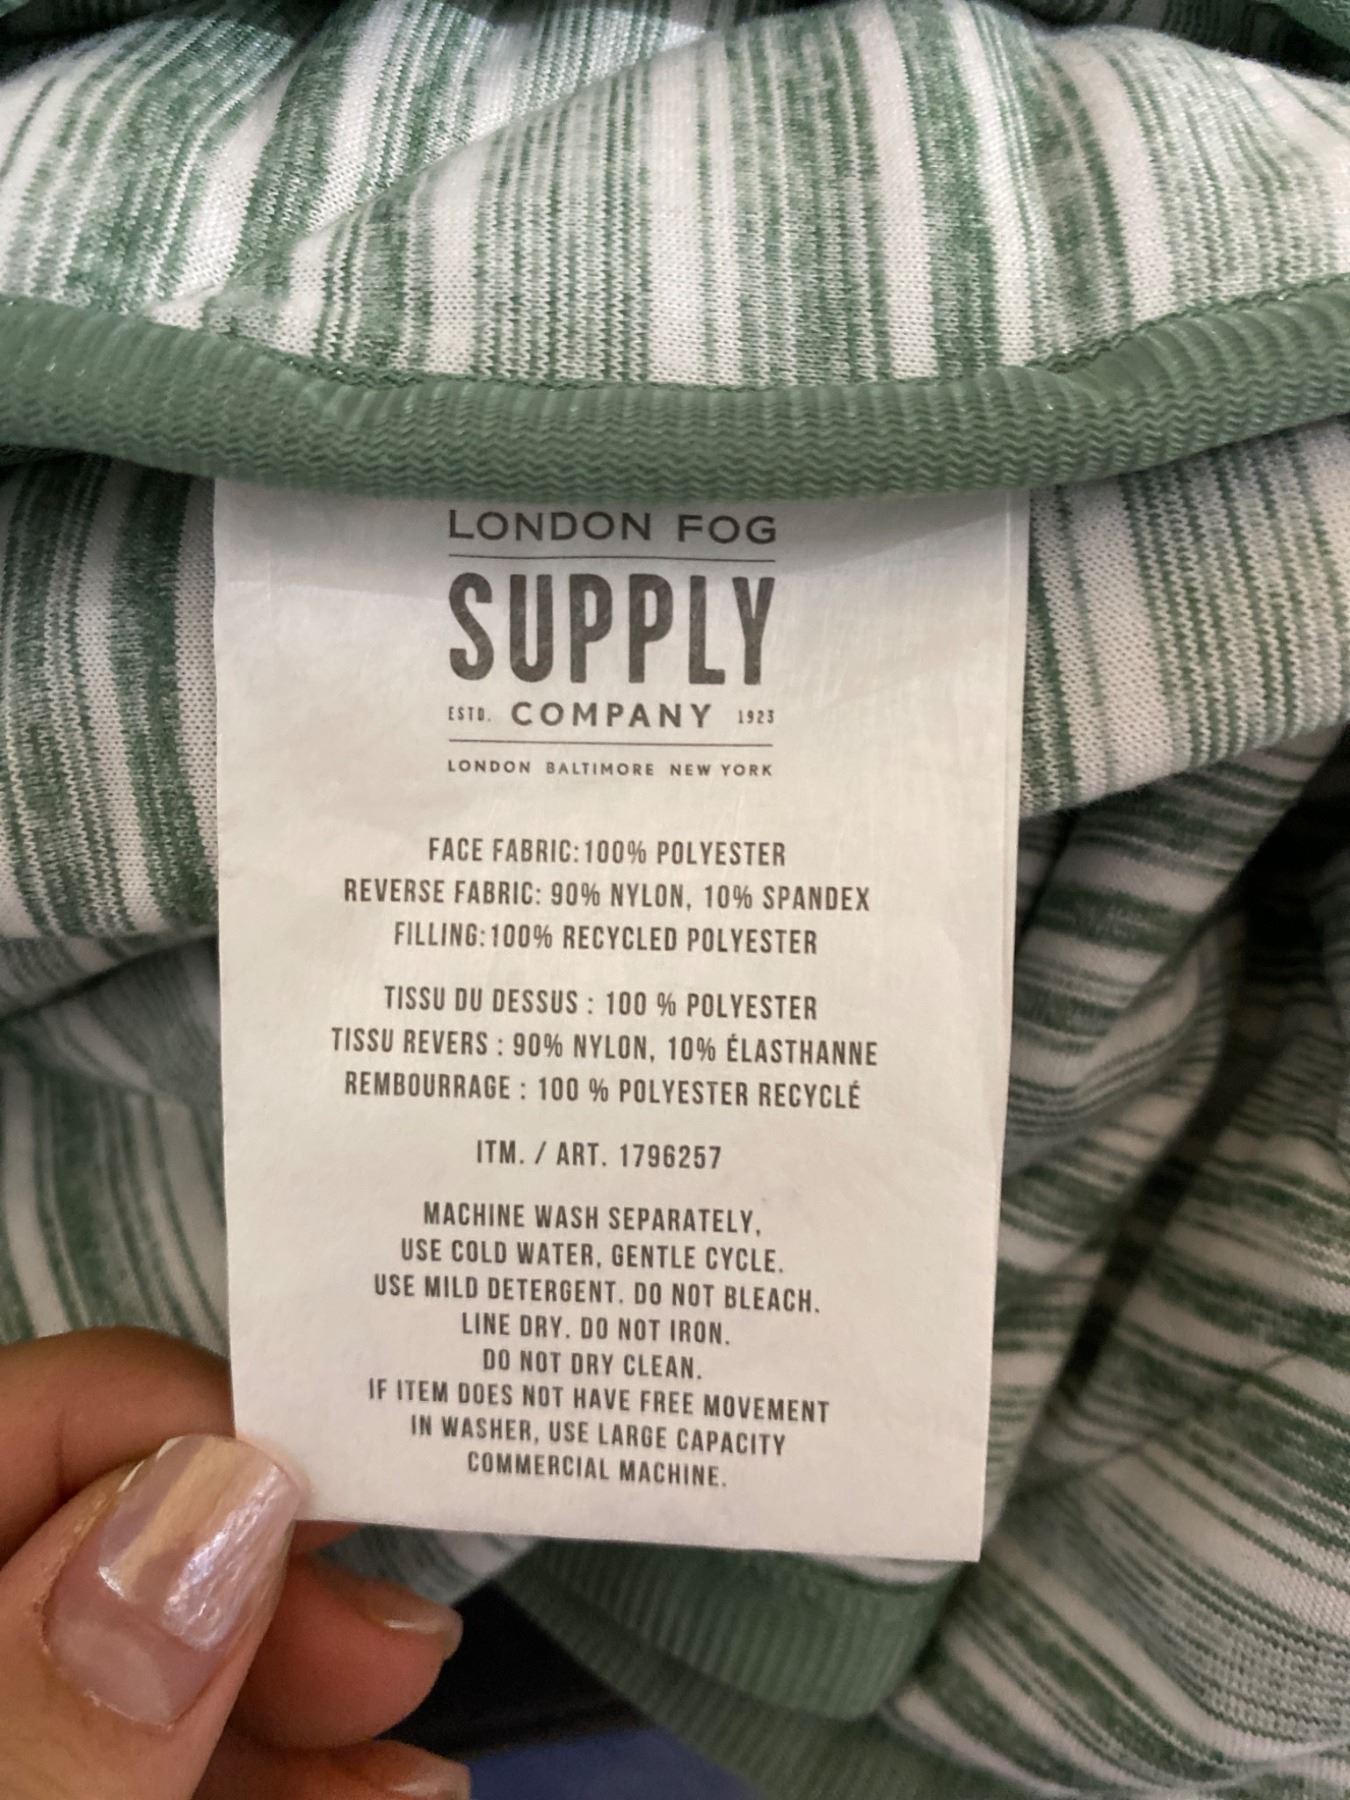 LONDON FOG
SUPPLY
ESTD. COMPANY 1923
LONDON BALTIMORE NEW YORK
FACE FABRIC:100% POLYESTER
REVERSE FABRIC: 90% NYLON, 10% SPANDEX
FILLING:100% RECYCLED POLYESTER
TISSU DU DESSUS : 100 % POLYESTER
TISSU REVERS : 90% NYLON, 10% ÉLASTHANNE
REMBOURRAGE : 100 % POLYESTER RECYCLÉ
ITM. / ART. 1796257
MACHINE WASH SEPARATELY,
USE COLD WATER, GENTLE CYCLE.
USE MILD DETERGENT. DO NOT BLEACH.
LINE DRY. DO NOT IRON.
DO NOT DRY CLEAN.
IF ITEM DOES NOT HAVE FREE MOVEMENT
IN WASHER, USE LARGE CAPACITY
COMMERCIAL MACHINE.